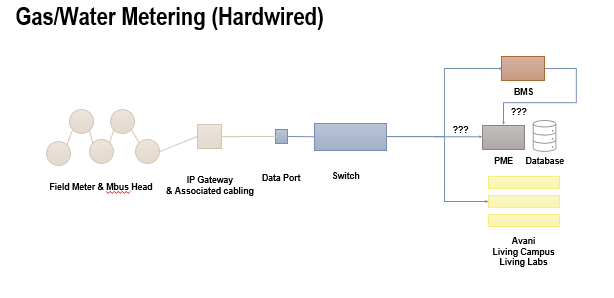 Gas/Water Metering (Hardwired)
BMS
???
???
PME
Database
Field Meter & Mbus Head
IP Gateway
& Associated cabling
Data Port
Switch
Avani
Living Campus
Living Labs